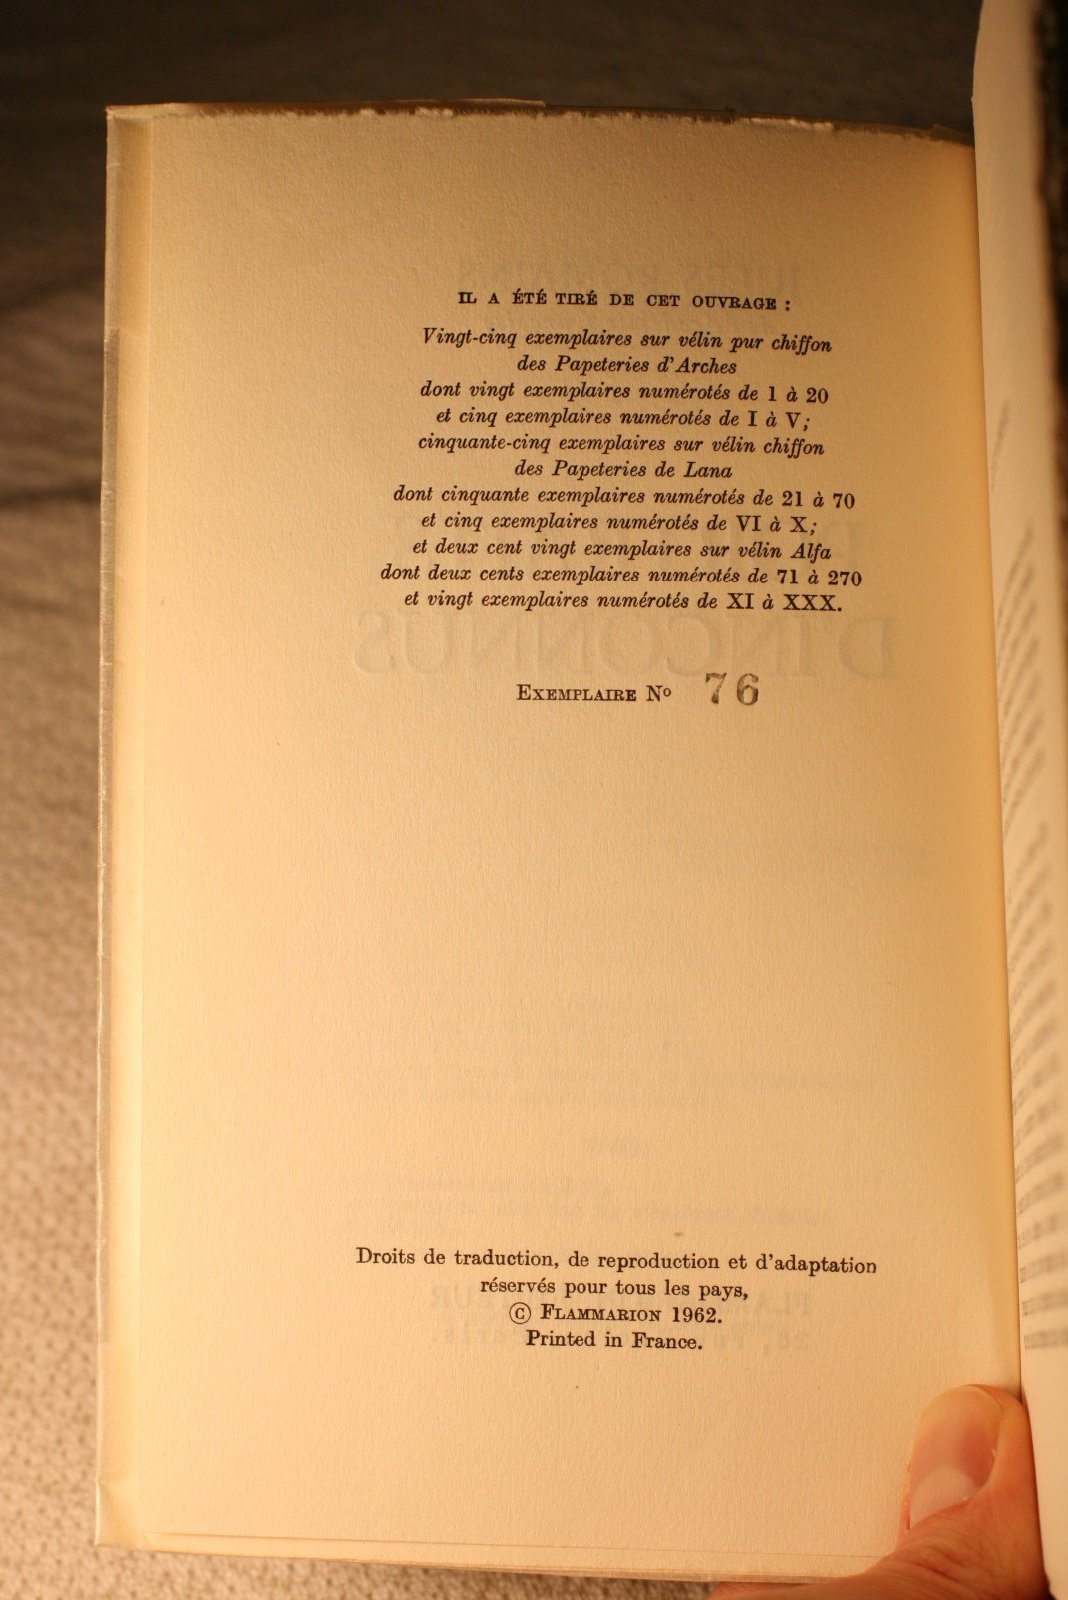 IL A ÉTÉ TIRÉ DE CET OUVRAGE :
Vingt-cinq exemplaires sur vélin pur chiffon
des Papeteries d'Arches
dont vingt exemplaires numérotés de 1 à 20
et cinq exemplaires numérotés de I à V;
cinquante-cinq exemplaires sur vélin chiffon
des Papeteries de Lana
dont cinquante exemplaires numérotés de 21 à 70
et cinq exemplaires numérotés de VI à X;
et deux cent vingt exemplaires sur vélin Alfa
dont deux cents exemplaires numérotés de 71 à 270
et vingt exemplaires numérotés de XI à XXX.
D'INCONNUS
EXEMPLAIRE Nº 76
Droits de traduction, de reproduction et d'adaptation
réservés pour tous les pays,
© FLAMMARION 1962.
Printed in France.